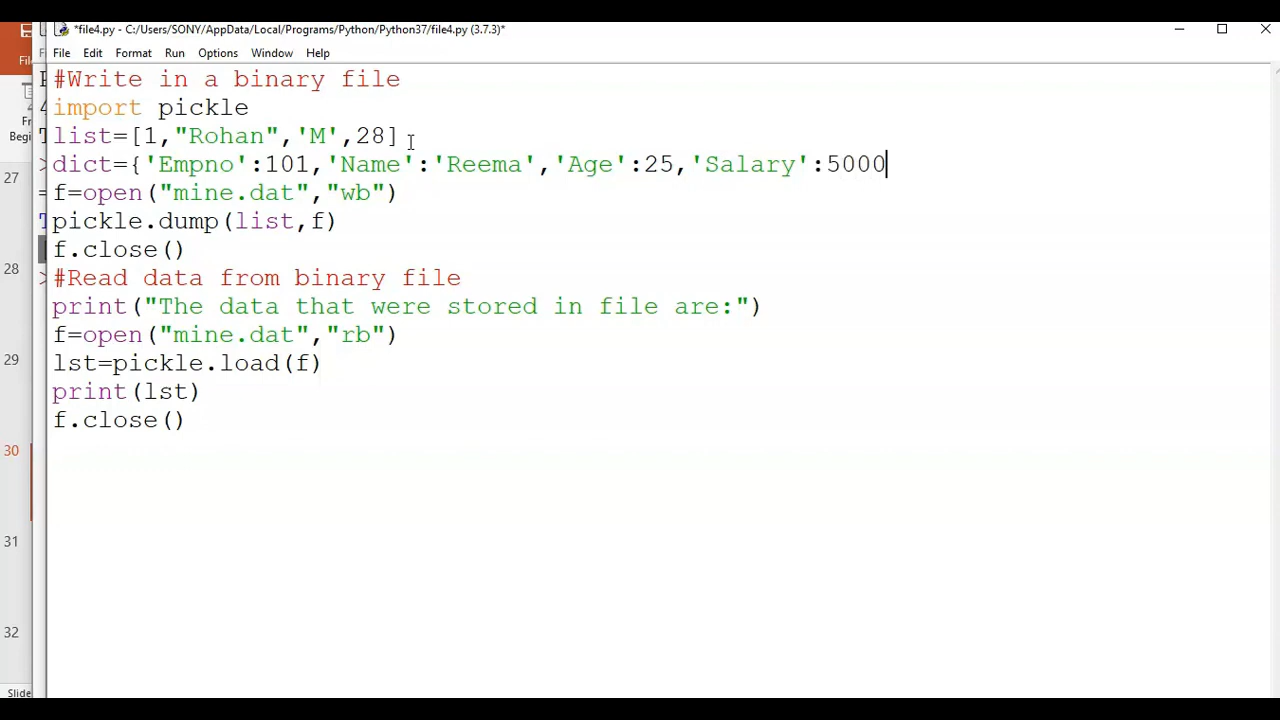 *file4.py - C:/Users/SONY/AppData/Local/Programs/Python/Python37/file4.py (3.7.3)*
File Edit Format Run Options Window Help
#Write in a binary file
import pickle
list=[1,"Rohan",'M',28]
dict={'Empno':101,'Name':'Reema','Age':25,'Salary':5000
f=open("mine.dat","wb")
pickle.dump(list,f)
f.close()
#Read data from binary file
print("The data that were stored in file are:")
f=open("mine.dat","rb")
lst=pickle.load(f)
print(lst)
f.close()
27
28
29
30
31
32
Slide